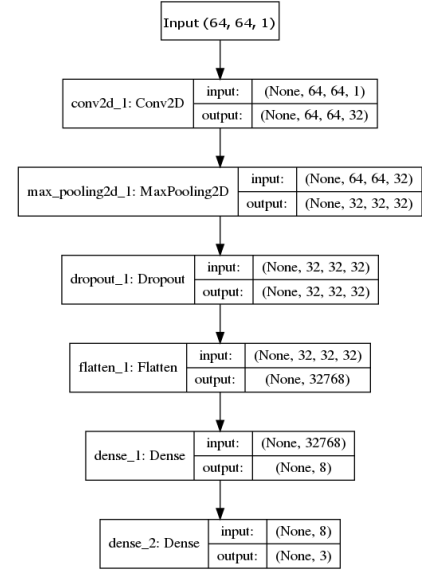 Input (64, 64, 1)
conv2d_1: Conv2D
input: (None, 64, 64, 1)
output: (None, 64, 64, 32)
max_pooling2d_1: MaxPooling2D
input: (None, 64, 64, 32)
output: (None, 32, 32, 32)
dropout_1: Dropout
input: (None, 32, 32, 32)
output: (None, 32, 32, 32)
flatten_1: Flatten
input: (None, 32, 32, 32)
output: (None, 32768)
dense_1: Dense
input: (None, 32768)
output: (None, 8)
dense_2: Dense
input: (None, 8)
output: (None, 3)